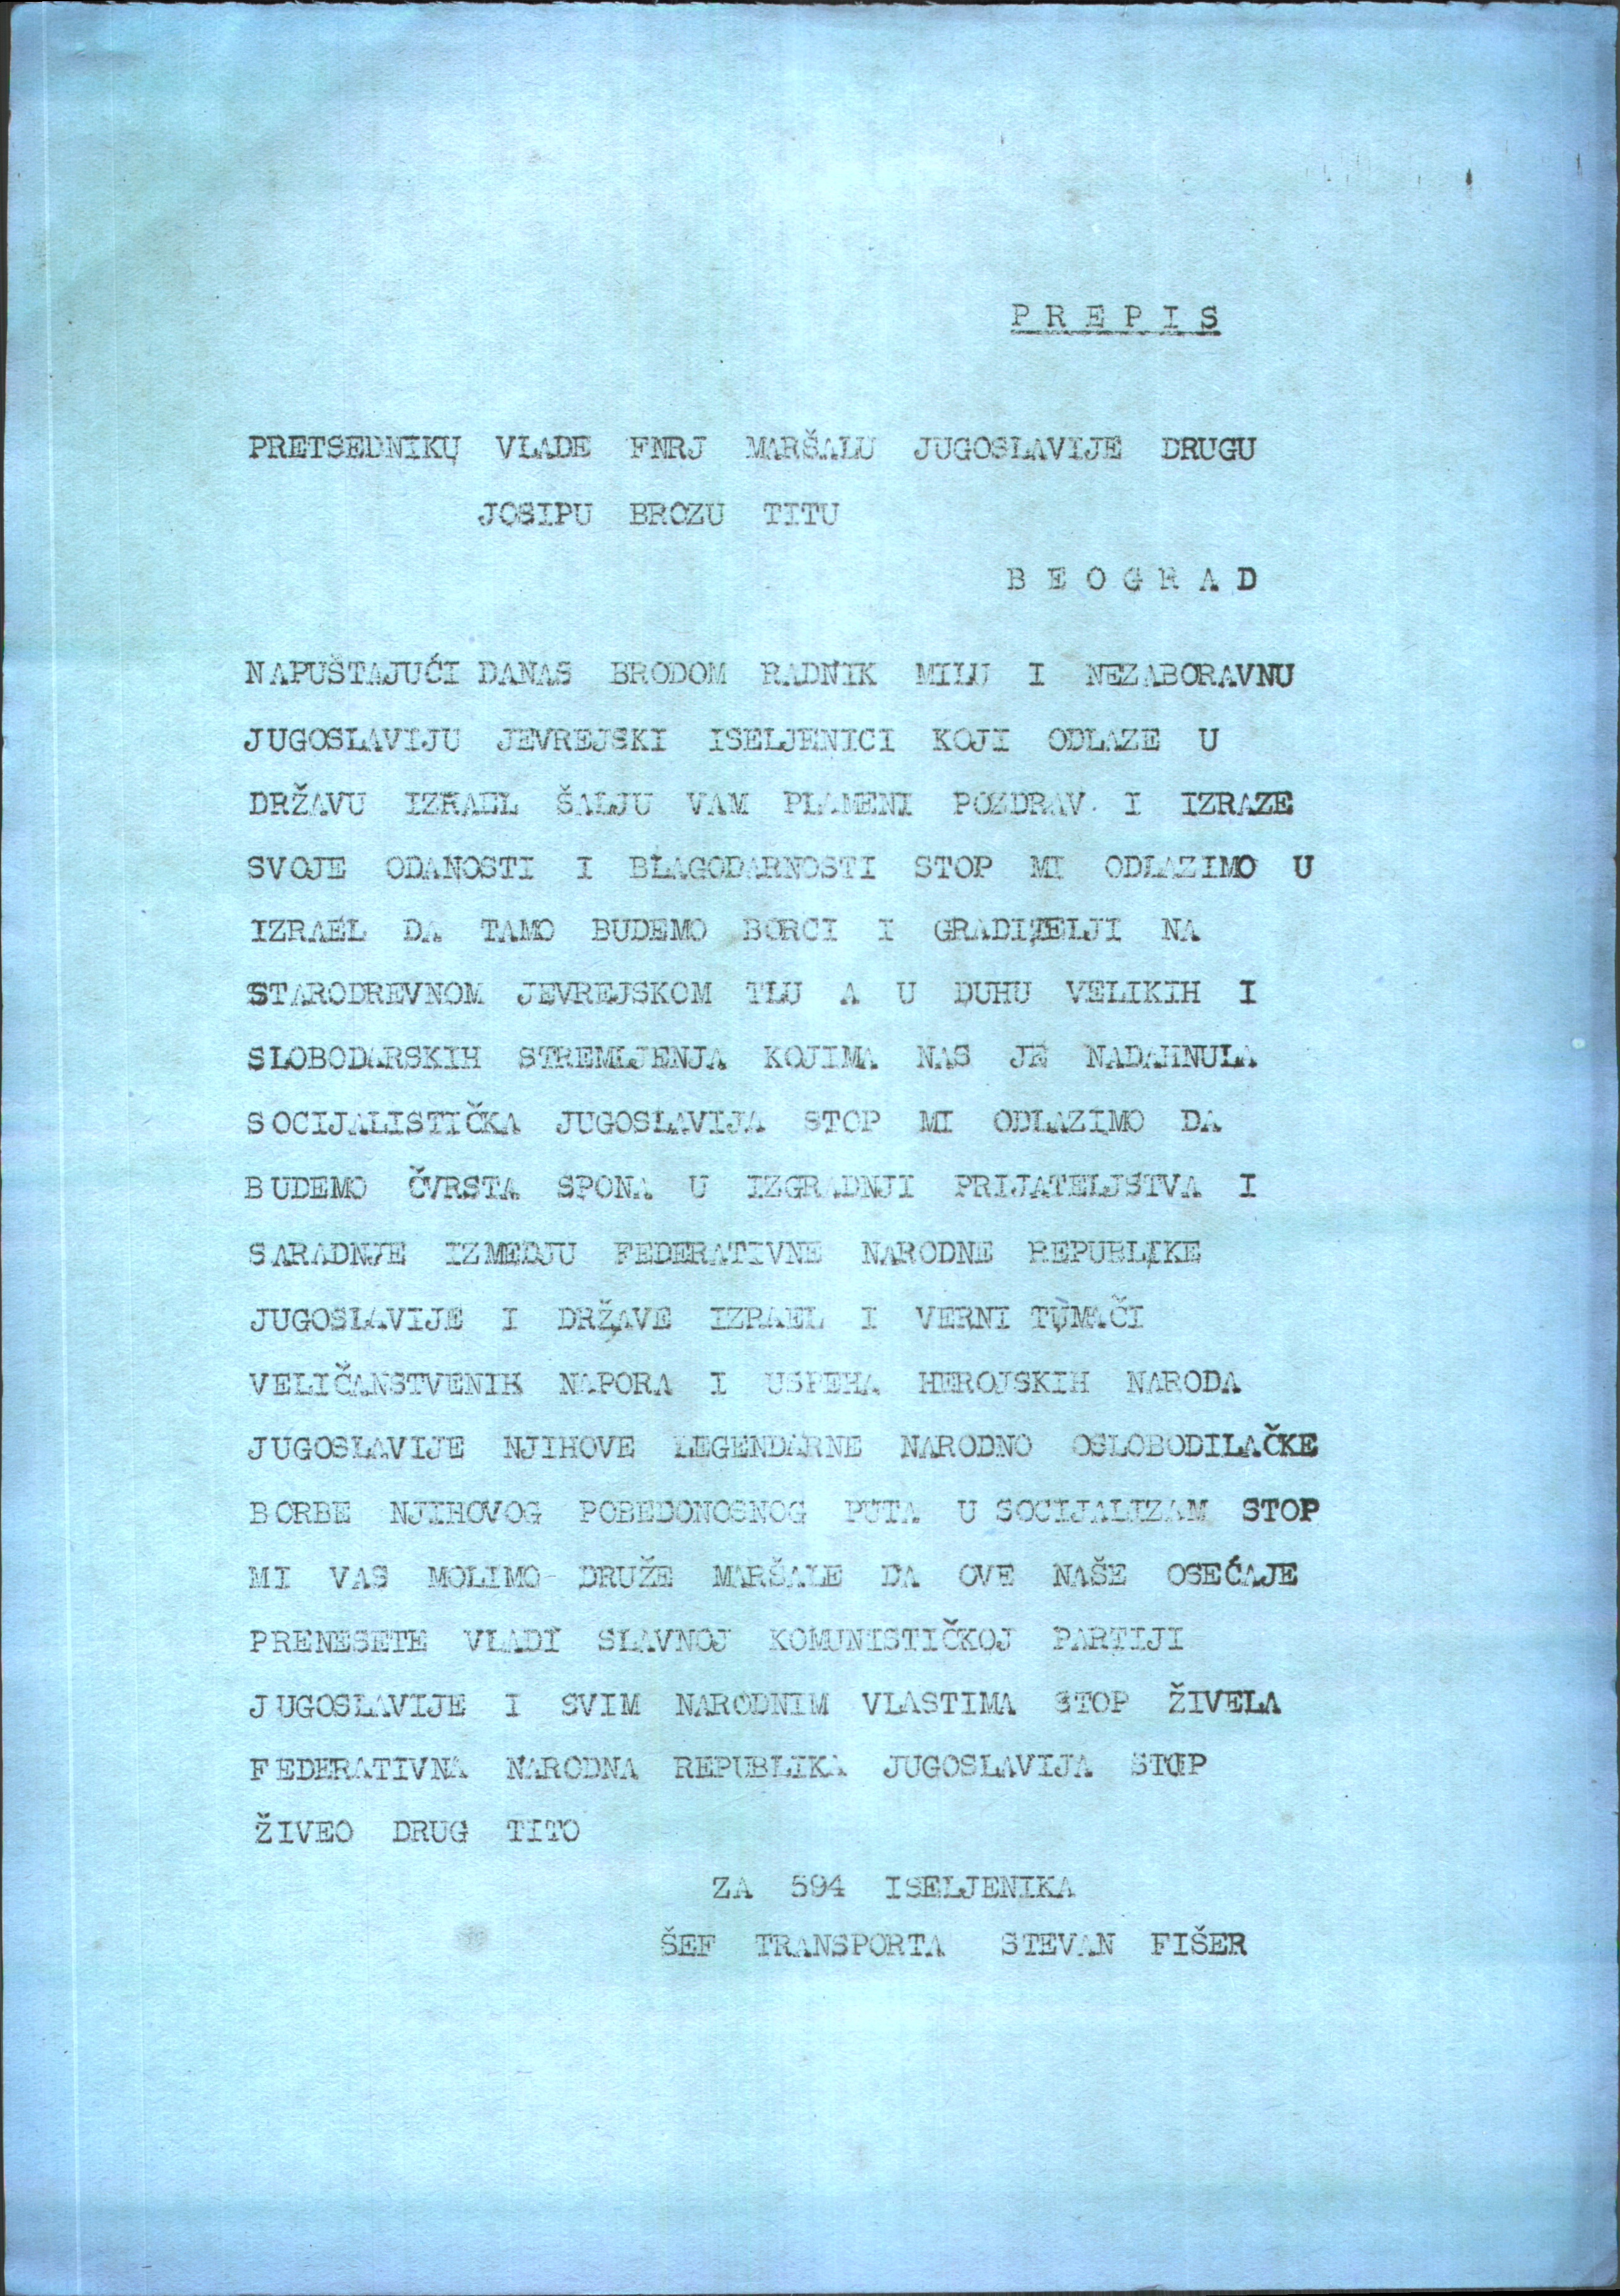 PREPIS
PRETSEDNIKU VLADE FNRJ MARŠALU JUGOSLAVIJE DRUGU
JOSIPU BROZU TITU
BEOGRAD
NAPUŠTAJUĆI DANAS BRODOM RADNIK MILU I NEZABORAVNU
JUGOSLAVIJU JEVREJSKI ISELJENICI KOJI ODLAZE U
DRŽAVU IZRAEL ŠALJU VAM PLAMENI POZDRAV I IZRAZE
SVOJE ODANOSTI I BLAGODARNOSTI STOP MI ODLAZIMO U
IZRAEL DA TAMO BUDEMO BORCI I GRADITELJI NA
STARODREVNOM JEVREJSKOM TLU A U DUHU VELIKIH I
SLOBODARSKIH STREMLJENJA KOJIMA NAS JE NADAHNULA
SOCIJALISTIČKA JUGOSLAVIJA STOP MI ODLAZIMO DA
BUDEMO ČVRSTA SPONA U IZGRADNJI PRIJATELJSTVA I
SARADNJE IZMEDJU FEDERATIVNE NARODNE REPUBLIKE
JUGOSLAVIJE I DRŽAVE IZRAEL I VERNI TUMAČI
VELIČANSTVENIH NAPORA I USPEHA HEROJSKIH NARODA
JUGOSLAVIJE NJIHOVE LEGENDARNE NARODNO OSLOBODILAČKE
BORBE NJIHOVOG POBEDONOSNOG PUTA U SOCIJALIZAM STOP
MI VAS MOLIMO DRUŽE MARŠALE DA OVE NAŠE OSEĆAJE
PRENESETE VLADI SLAVNOJ KOMUNISTIČKOJ PARTIJI
JUGOSLAVIJE I SVIM NARODNIM VLASTIMA STOP ŽIVELA
FEDERATIVNA NARODNA REPUBLIKA JUGOSLAVIJA STOP
ŽIVEO DRUG TITO
ZA 594 ISELJENIKA
ŠEF TRANSPORTA STEVAN FIŠER